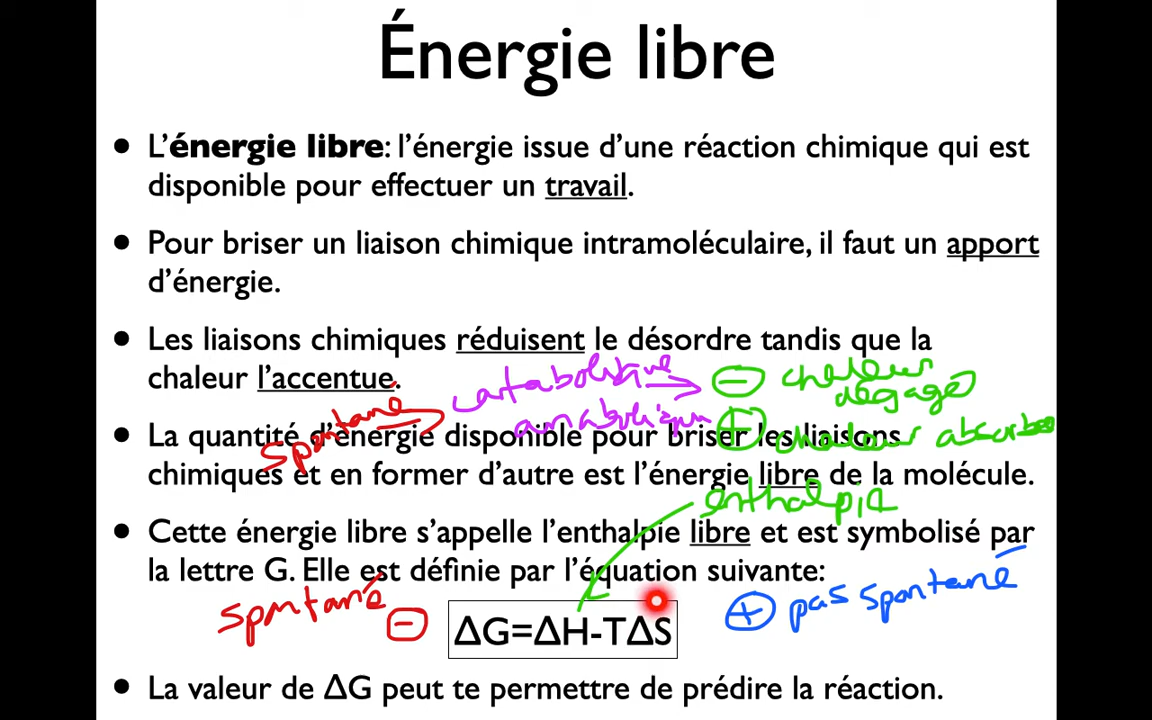 Énergie libre
• L'énergie libre: l'énergie issue d'une réaction chimique qui est
disponible pour effectuer un travail.
• Pour briser un liaison chimique intramoléculaire, il faut un apport
d'énergie.
• Les liaisons chimiques réduisent le désordre tandis que la
chaleur l'accentue.
catabolique → ⊖ chaleur
dégagé
spontané → anabolique ⊕ chaleur absorbé
• La quantité d'énergie disponible pour briser les liaisons
chimiques et en former d'autre est l'énergie libre de la molécule.
enthalpie
• Cette énergie libre s'appelle l'enthalpie libre et est symbolisé par
la lettre G. Elle est définie par l'équation suivante:
spontané ⊖ ΔG=ΔH-TΔS ⊕ pas spontané
• La valeur de ΔG peut te permettre de prédire la réaction.